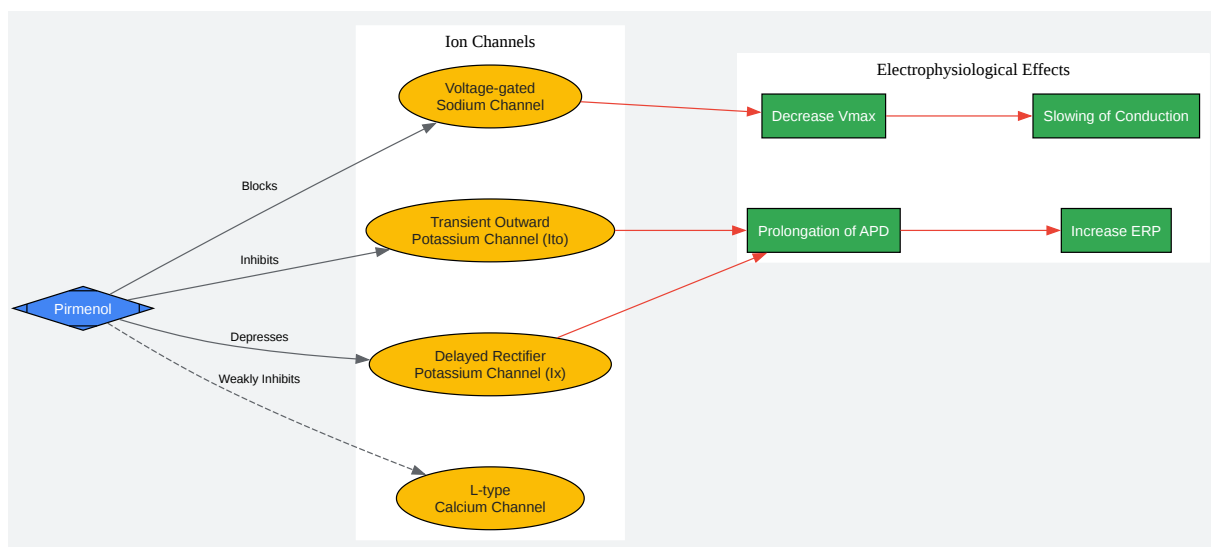 Ion Channels
Electrophysiological Effects
Voltage-gated
Sodium Channel
Decrease Vmax
Slowing of Conduction
Blocks
Transient Outward
Potassium Channel (Ito)
Prolongation of APD
Increase ERP
Inhibits
Pirmenol
Depresses
Delayed Rectifier
Potassium Channel (Ix)
Weakly Inhibits
L-type
Calcium Channel